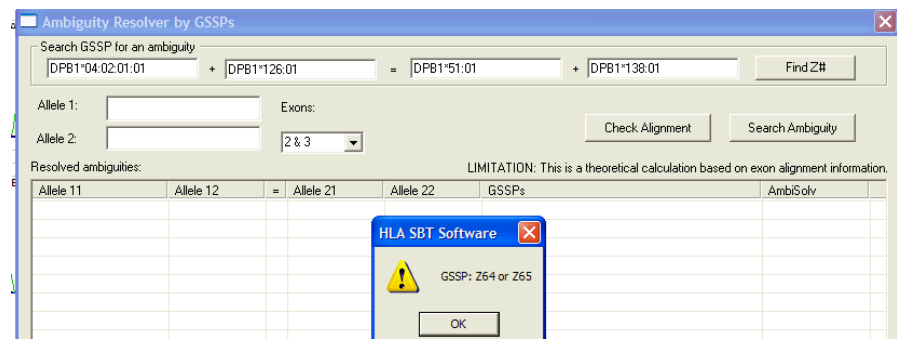 Ambiguity Resolver by GSSPs
Search GSSP for an ambiguity
DPB1*04:02:01:01 + DPB1*126:01 = DPB1*51:01 + DPB1*138:01 Find Z#
Allele 1: Exons:
Allele 2: 2 & 3 Check Alignment Search Ambiguity
Resolved ambiguities: LIMITATION: This is a theoretical calculation based on exon alignment information.
Allele 11 Allele 12 = Allele 21 Allele 22 GSSPs AmbiSolv
HLA SBT Software
GSSP: Z64 or Z65
OK